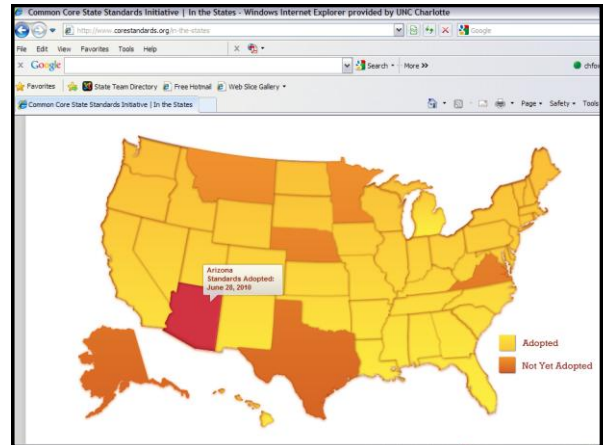 Common Core State Standards Initiative | In the States - Windows Internet Explorer provided by UNC Charlotte
http://www.corestandards.org/in-the-states
Google
File Edit View Favorites Tools Help
x
x Google
Search
More »
Favorites
State Team Directory
Free Hotmail
Web Slice Gallery
Common Core State Standards Initiative | In the States
Page
Safety
Tools
Arizona
Standards Adopted:
June 28, 2010
Adopted
Not Yet Adopted